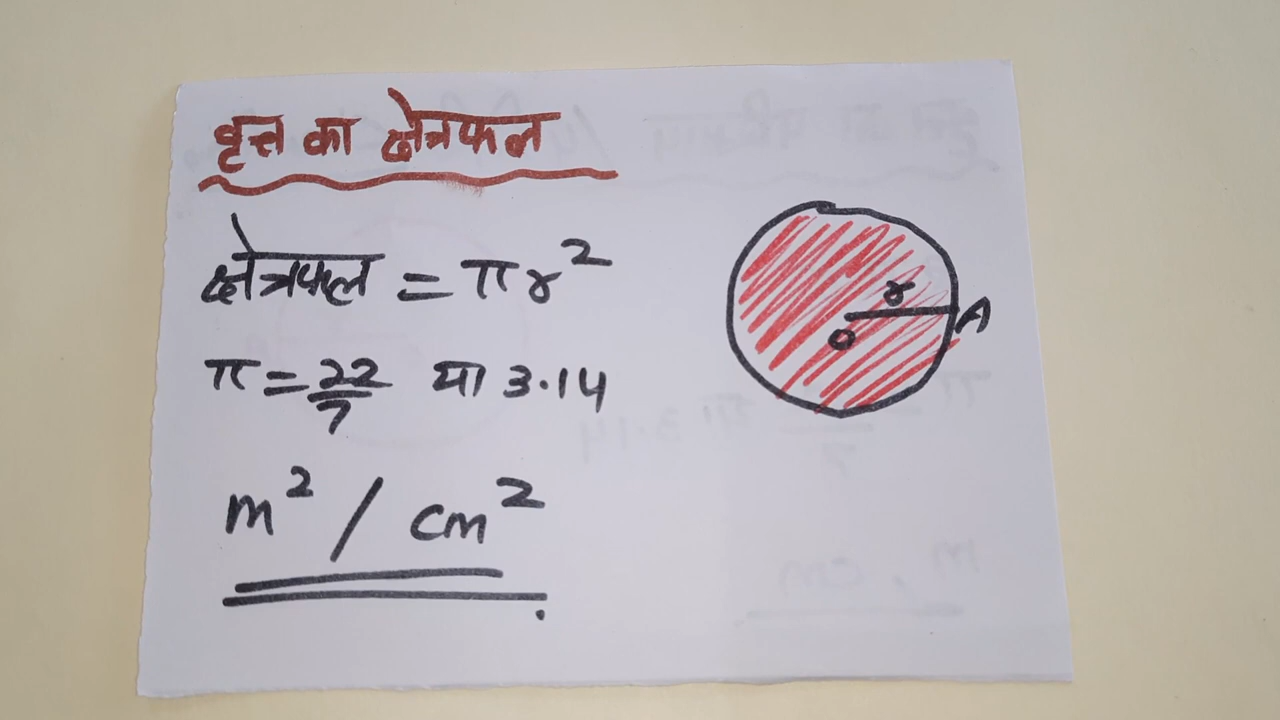 वृत्त का क्षेत्रफल
क्षेत्रफल = πr²
π = 22/7 या 3.14
m² / cm²
r
O
A